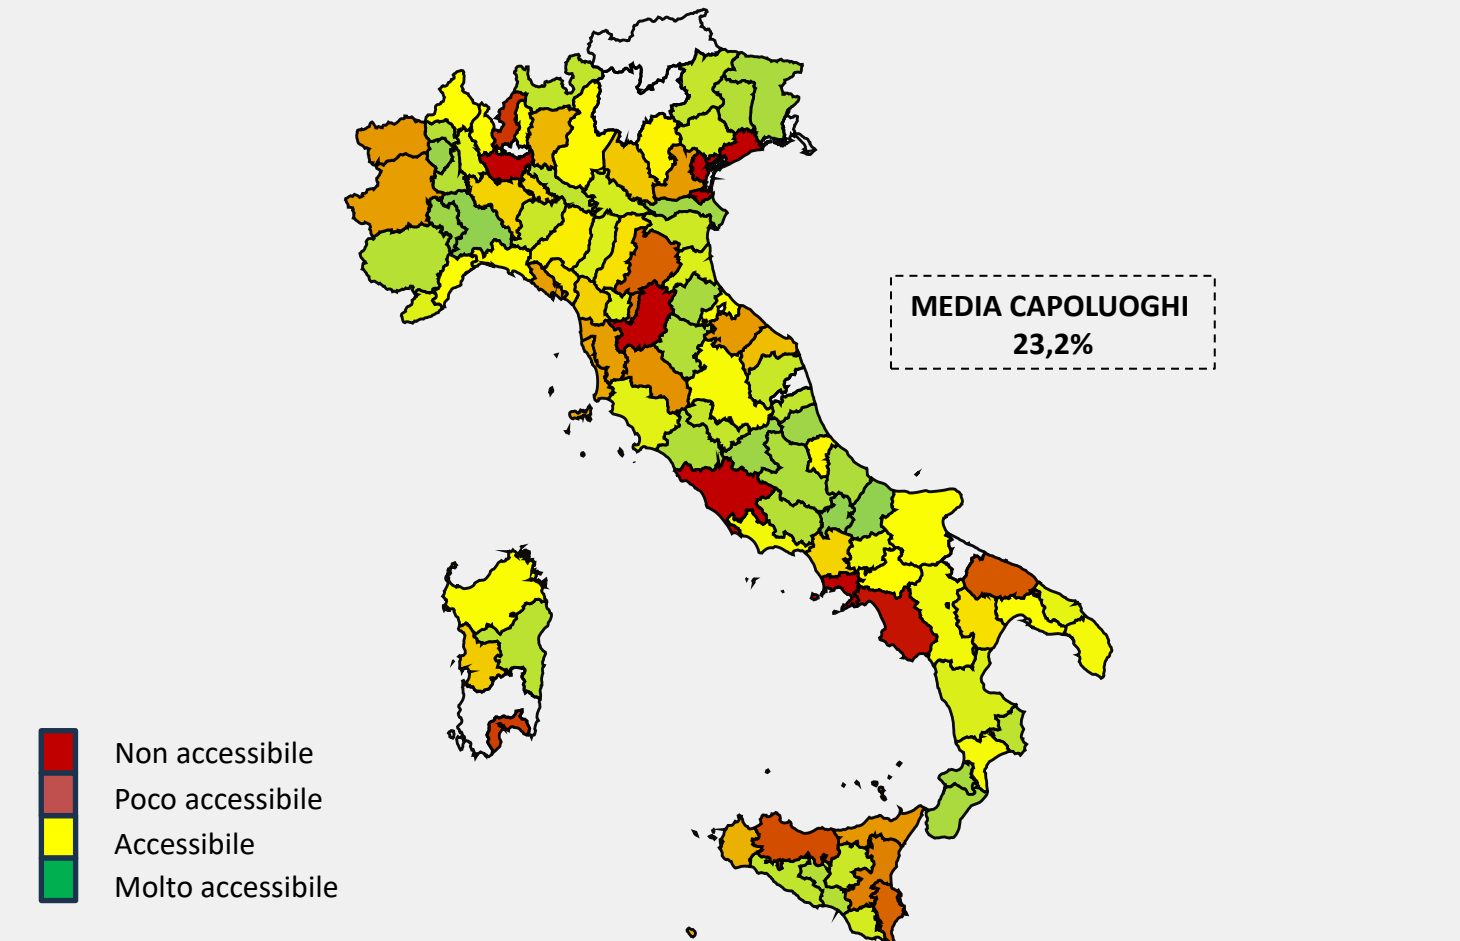 MEDIA CAPOLUOGHI
23,2%
Non accessibile
Poco accessibile
Accessibile
Molto accessibile